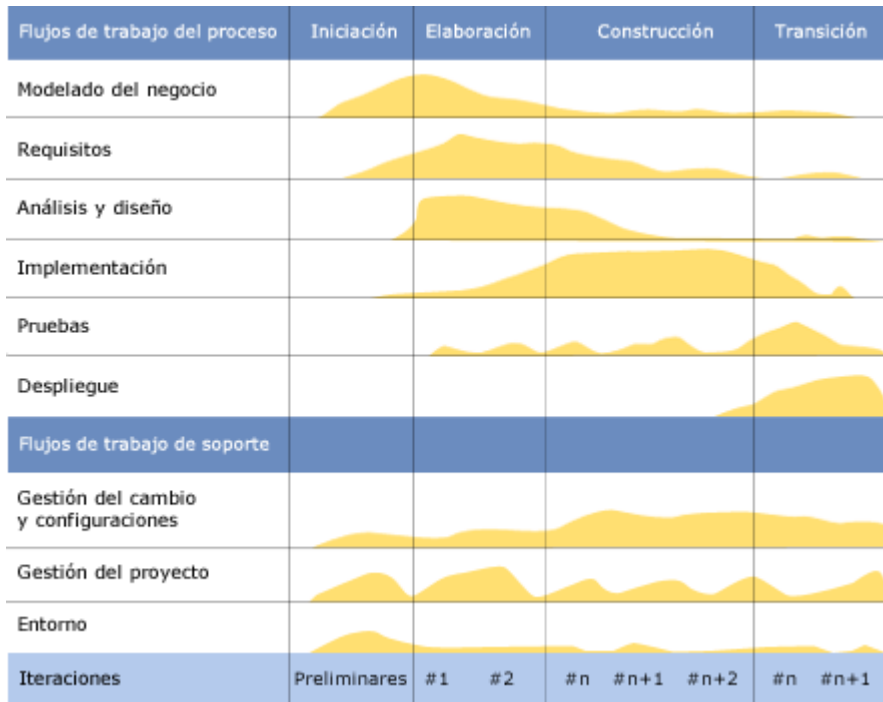 Flujos de trabajo del proceso Iniciación Elaboración Construcción Transición
Modelado del negocio
Requisitos
Análisis y diseño
Implementación
Pruebas
Despliegue
Flujos de trabajo de soporte
Gestión del cambio
y configuraciones
Gestión del proyecto
Entorno
Iteraciones Preliminares #1 #2 #n #n+1 #n+2 #n #n+1